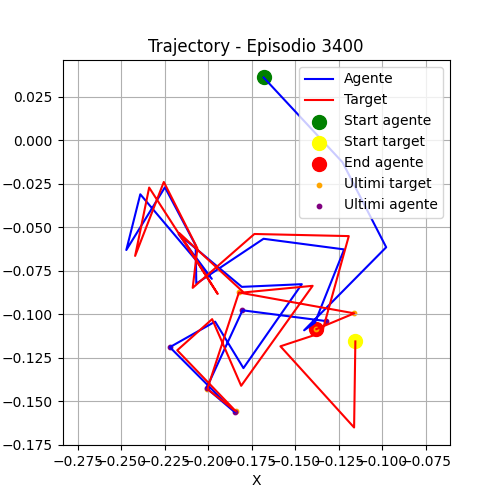 Trajectory - Episodio 3400
Agente
Target
Start agente
Start target
End agente
Ultimi target
Ultimi agente
0.025
0.000
−0.025
−0.050
−0.075
−0.100
−0.125
−0.150
−0.175
−0.275−0.250−0.225−0.200−0.175−0.150−0.125−0.100−0.075
X